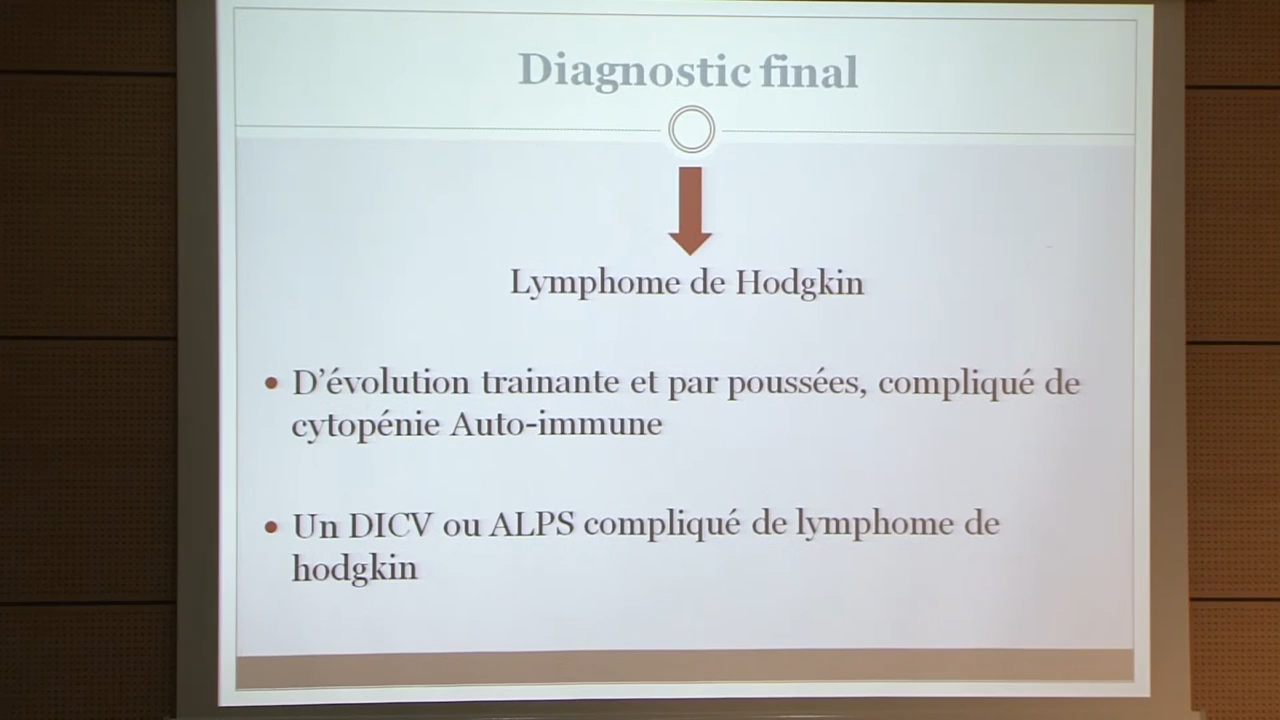 Diagnostic final
Lymphome de Hodgkin
• D’évolution trainante et par poussées, compliqué de
cytopénie Auto-immune
• Un DICV ou ALPS compliqué de lymphome de
hodgkin